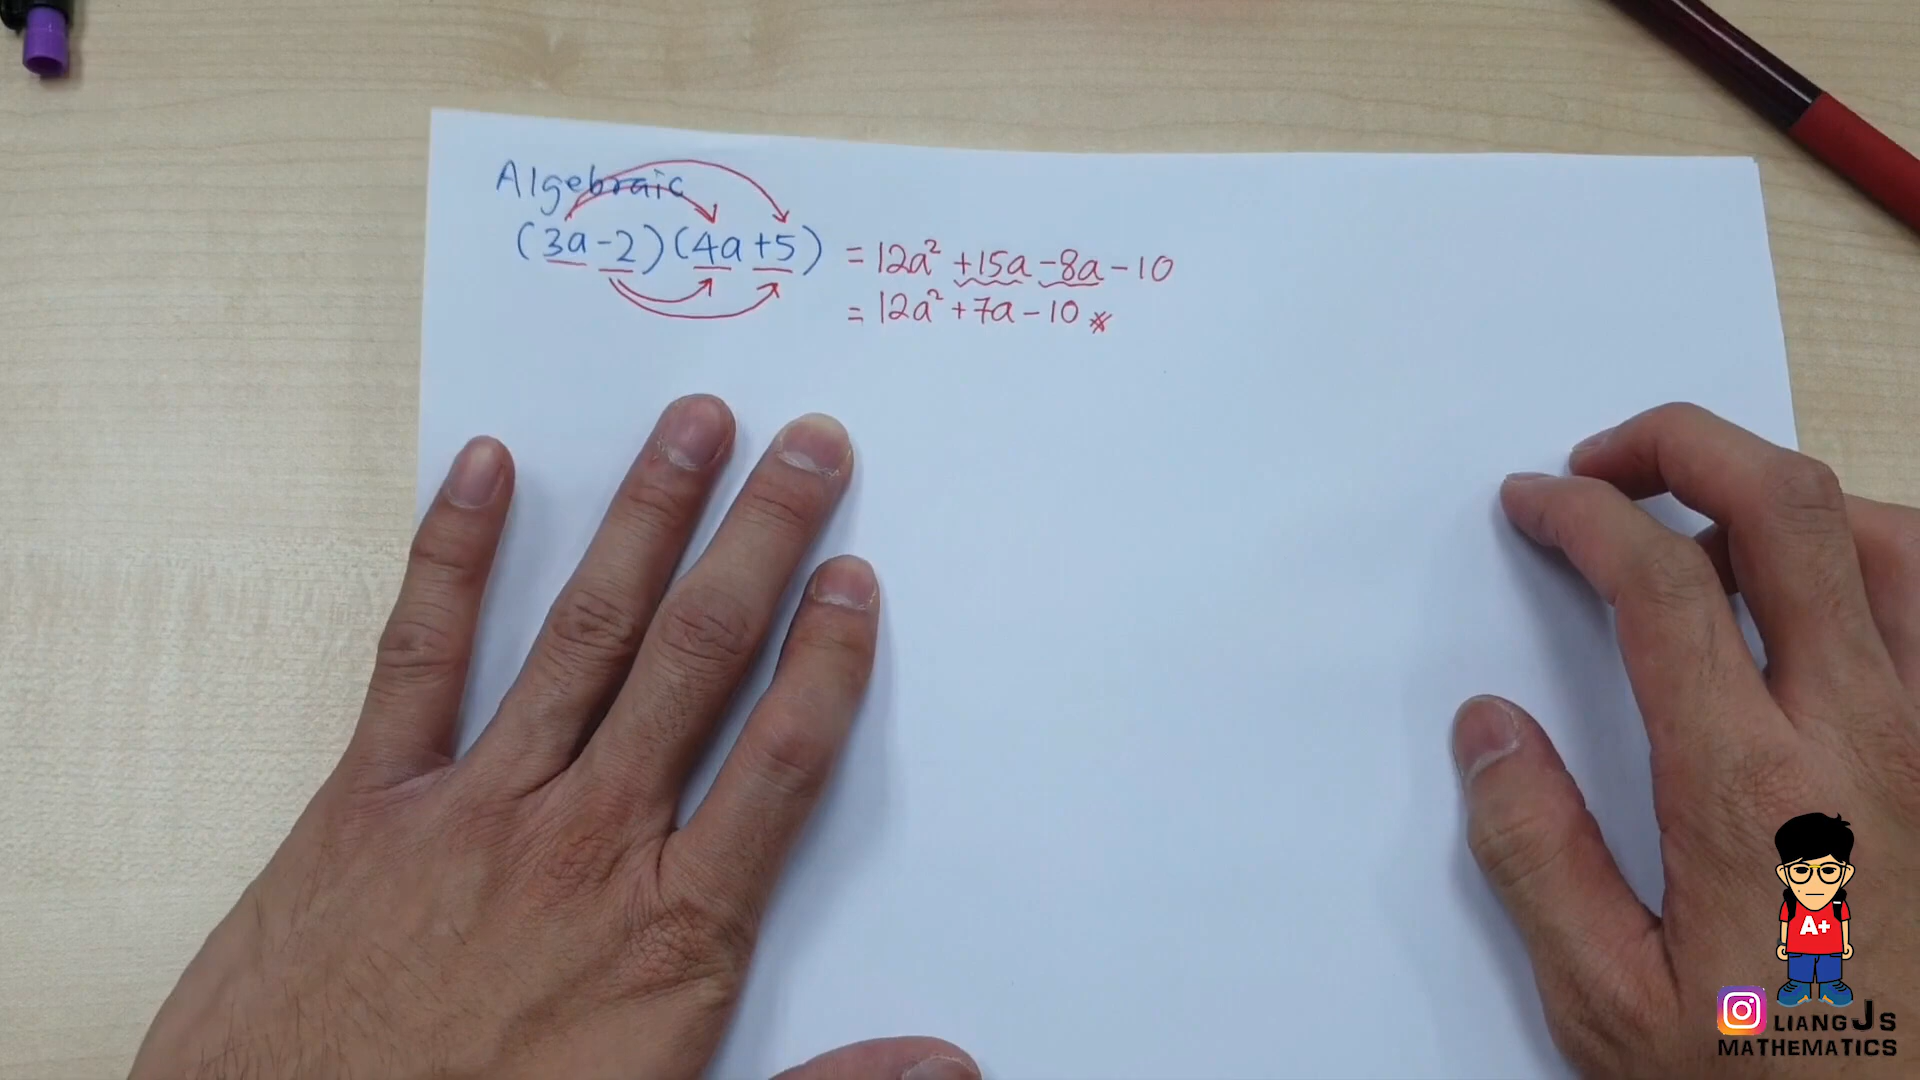 Algebraic
(3a-2)(4a+5) = 12a² +15a -8a -10
= 12a² + 7a - 10
A+
LIANGJS
MATHEMATICS